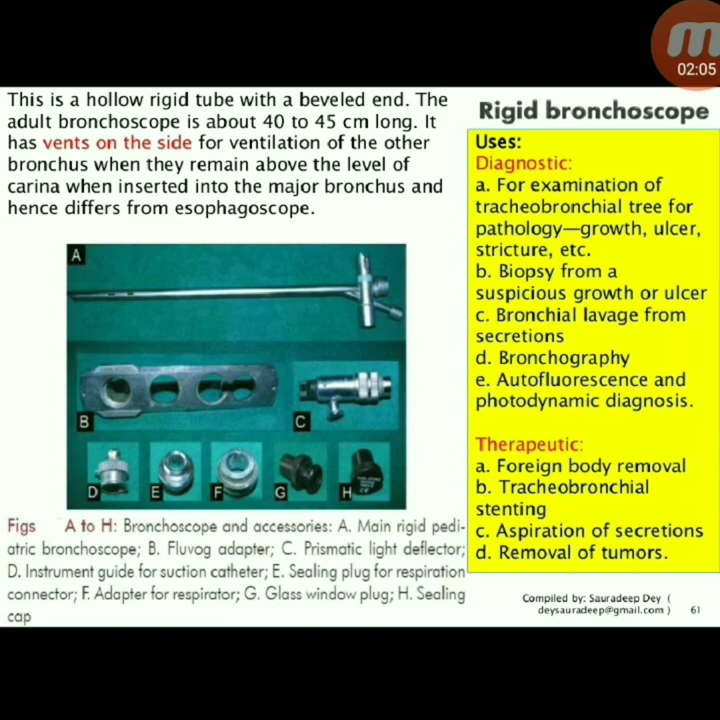 02:05
This is a hollow rigid tube with a beveled end. The
adult bronchoscope is about 40 to 45 cm long. It
has vents on the side for ventilation of the other
bronchus when they remain above the level of
carina when inserted into the major bronchus and
hence differs from esophagoscope.
A
B
C
D
E
F
G
H
Figs A to H: Bronchoscope and accessories: A. Main rigid pedi-
atric bronchoscope; B. Fluvog adapter; C. Prismatic light deflector;
D. Instrument guide for suction catheter; E. Sealing plug for respiration
connector; F. Adapter for respirator; G. Glass window plug; H. Sealing
cap
Rigid bronchoscope
Uses:
Diagnostic:
a. For examination of
tracheobronchial tree for
pathology—growth, ulcer,
stricture, etc.
b. Biopsy from a
suspicious growth or ulcer
c. Bronchial lavage from
secretions
d. Bronchography
e. Autofluorescence and
photodynamic diagnosis.
Therapeutic:
a. Foreign body removal
b. Tracheobronchial
stenting
c. Aspiration of secretions
d. Removal of tumors.
Compiled by: Sauradeep Dey (
deysauradeep@gmail.com ) 61